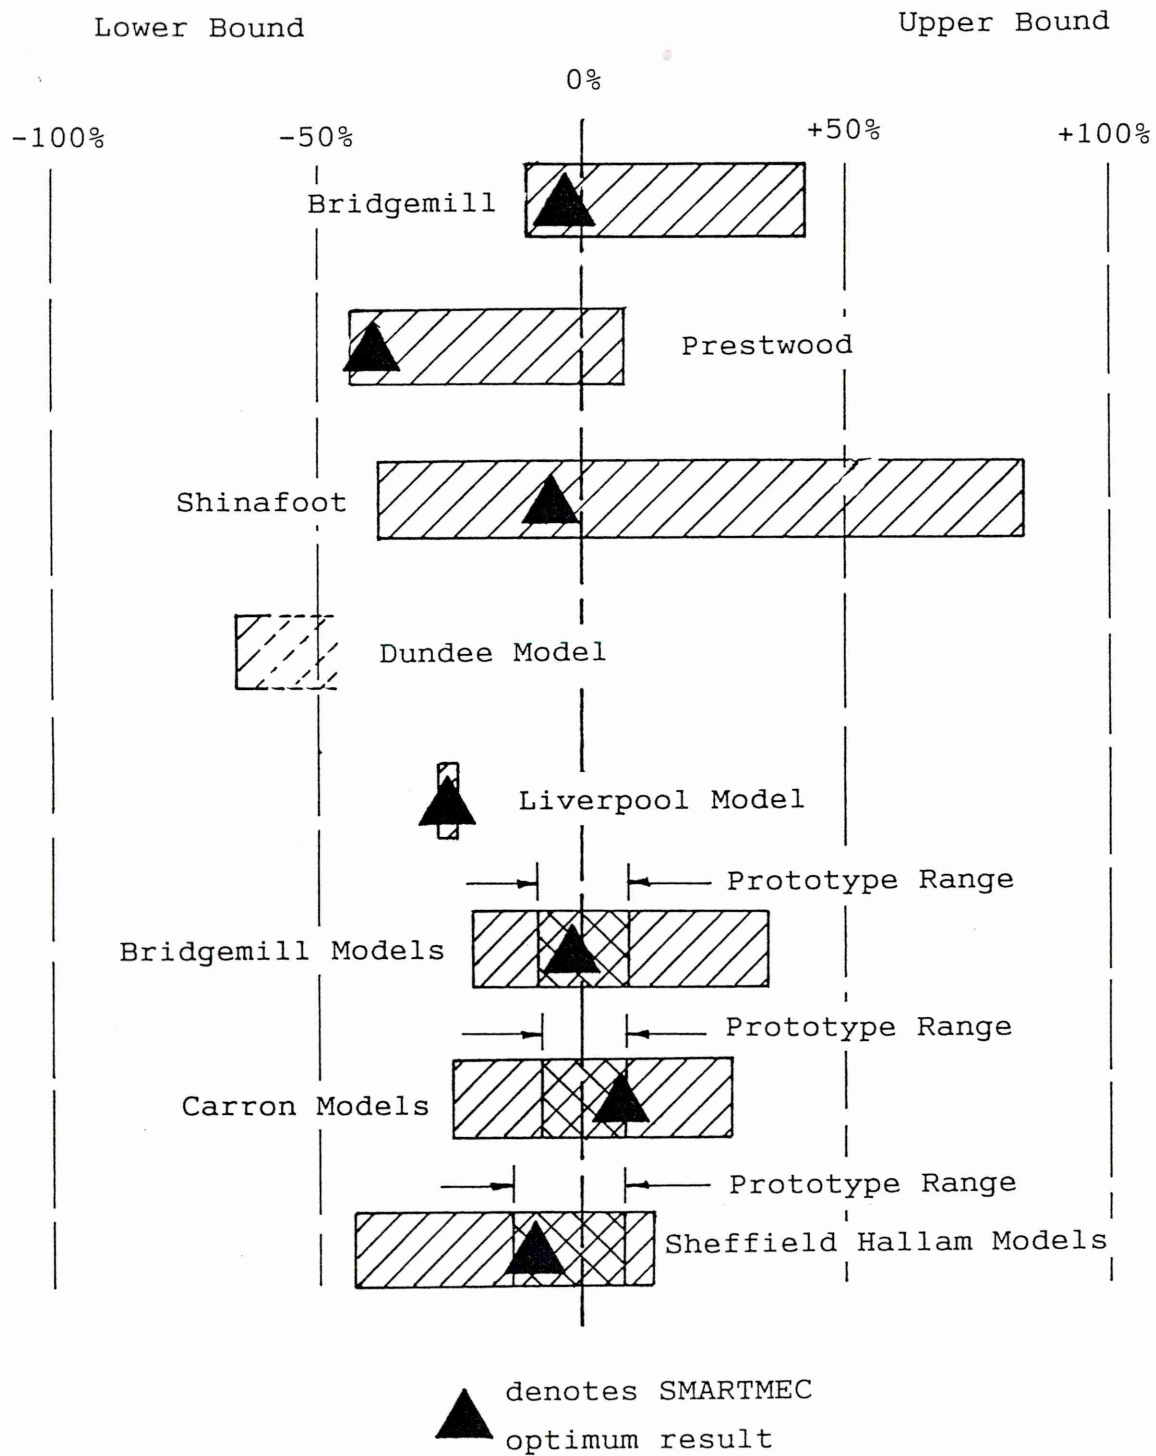 Lower Bound
Upper Bound
0%
-100%
-50%
+50%
+100%
Bridgemill
Prestwood
Shinafoot
Dundee Model
Liverpool Model
Prototype Range
Bridgemill Models
Prototype Range
Carron Models
Prototype Range
Sheffield Hallam Models
denotes SMARTMEC
optimum result